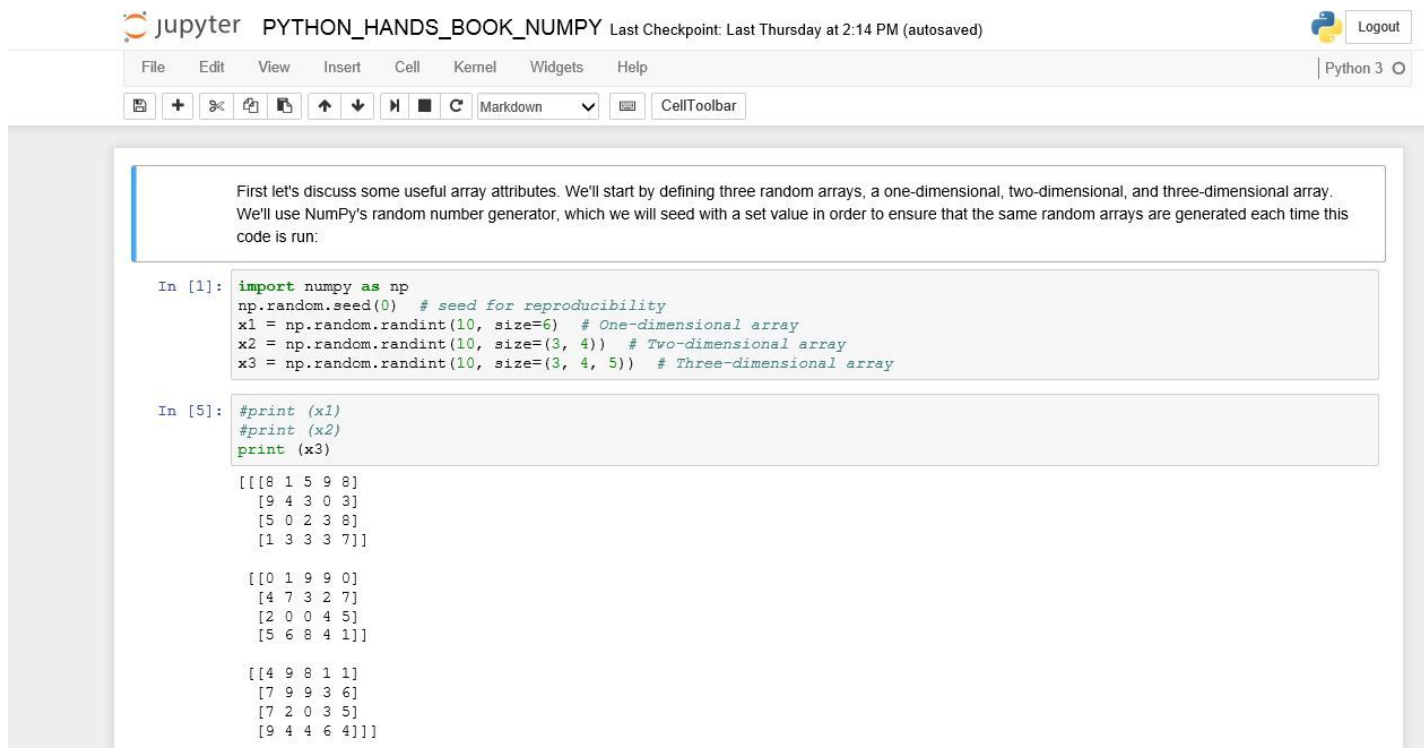 jupyter PYTHON_HANDS_BOOK_NUMPY Last Checkpoint: Last Thursday at 2:14 PM (autosaved) Logout
File Edit View Insert Cell Kernel Widgets Help Python 3
Markdown CellToolbar
First let's discuss some useful array attributes. We'll start by defining three random arrays, a one-dimensional, two-dimensional, and three-dimensional array.
We'll use NumPy's random number generator, which we will seed with a set value in order to ensure that the same random arrays are generated each time this
code is run:
In [1]: import numpy as np
np.random.seed(0)  # seed for reproducibility
x1 = np.random.randint(10, size=6)  # One-dimensional array
x2 = np.random.randint(10, size=(3, 4))  # Two-dimensional array
x3 = np.random.randint(10, size=(3, 4, 5))  # Three-dimensional array
In [5]: #print (x1)
#print (x2)
print (x3)
[[[8 1 5 9 8]
[9 4 3 0 3]
[5 0 2 3 8]
[1 3 3 3 7]]
[[0 1 9 9 0]
[4 7 3 2 7]
[2 0 0 4 5]
[5 6 8 4 1]]
[[4 9 8 1 1]
[7 9 9 3 6]
[7 2 0 3 5]
[9 4 4 6 4]]]